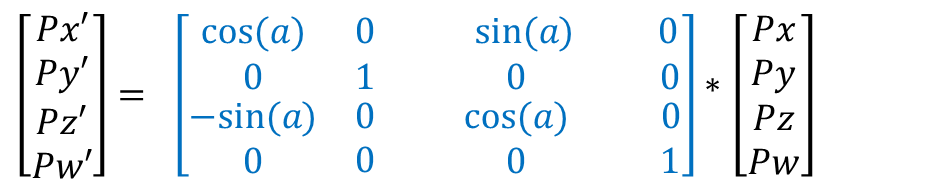 [Px′] = [cos(a) 0 sin(a) 0] * [Px]
[Py′] [0 1 0 0] [Py]
[Pz′] [−sin(a) 0 cos(a) 0] [Pz]
[Pw′] [0 0 0 1] [Pw]